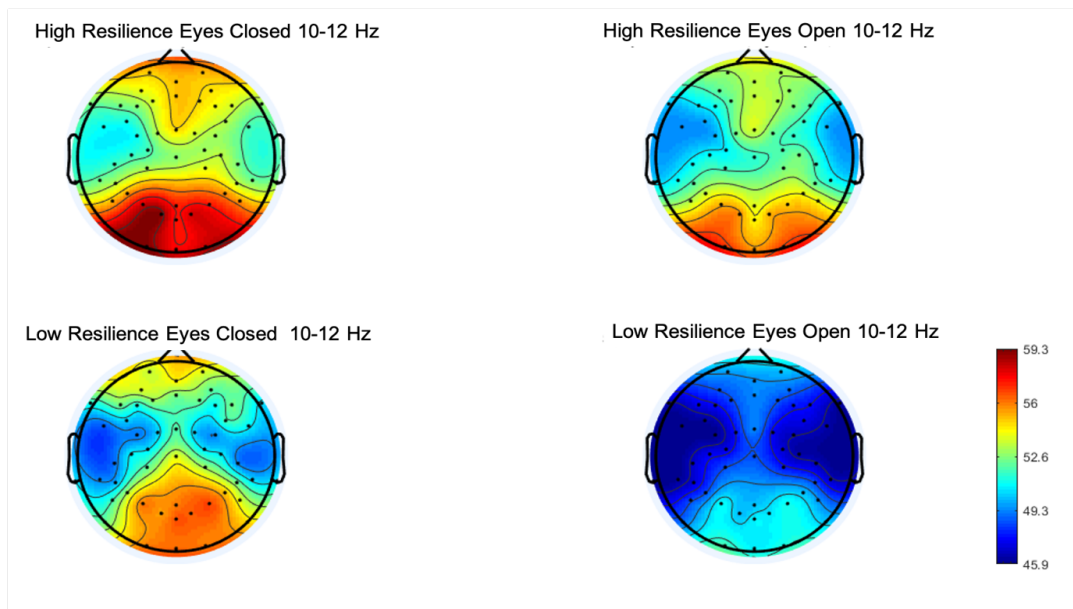 High Resilience Eyes Closed 10-12 Hz
High Resilience Eyes Open 10-12 Hz
Low Resilience Eyes Closed 10-12 Hz
Low Resilience Eyes Open 10-12 Hz
59.3
56
52.6
49.3
45.9